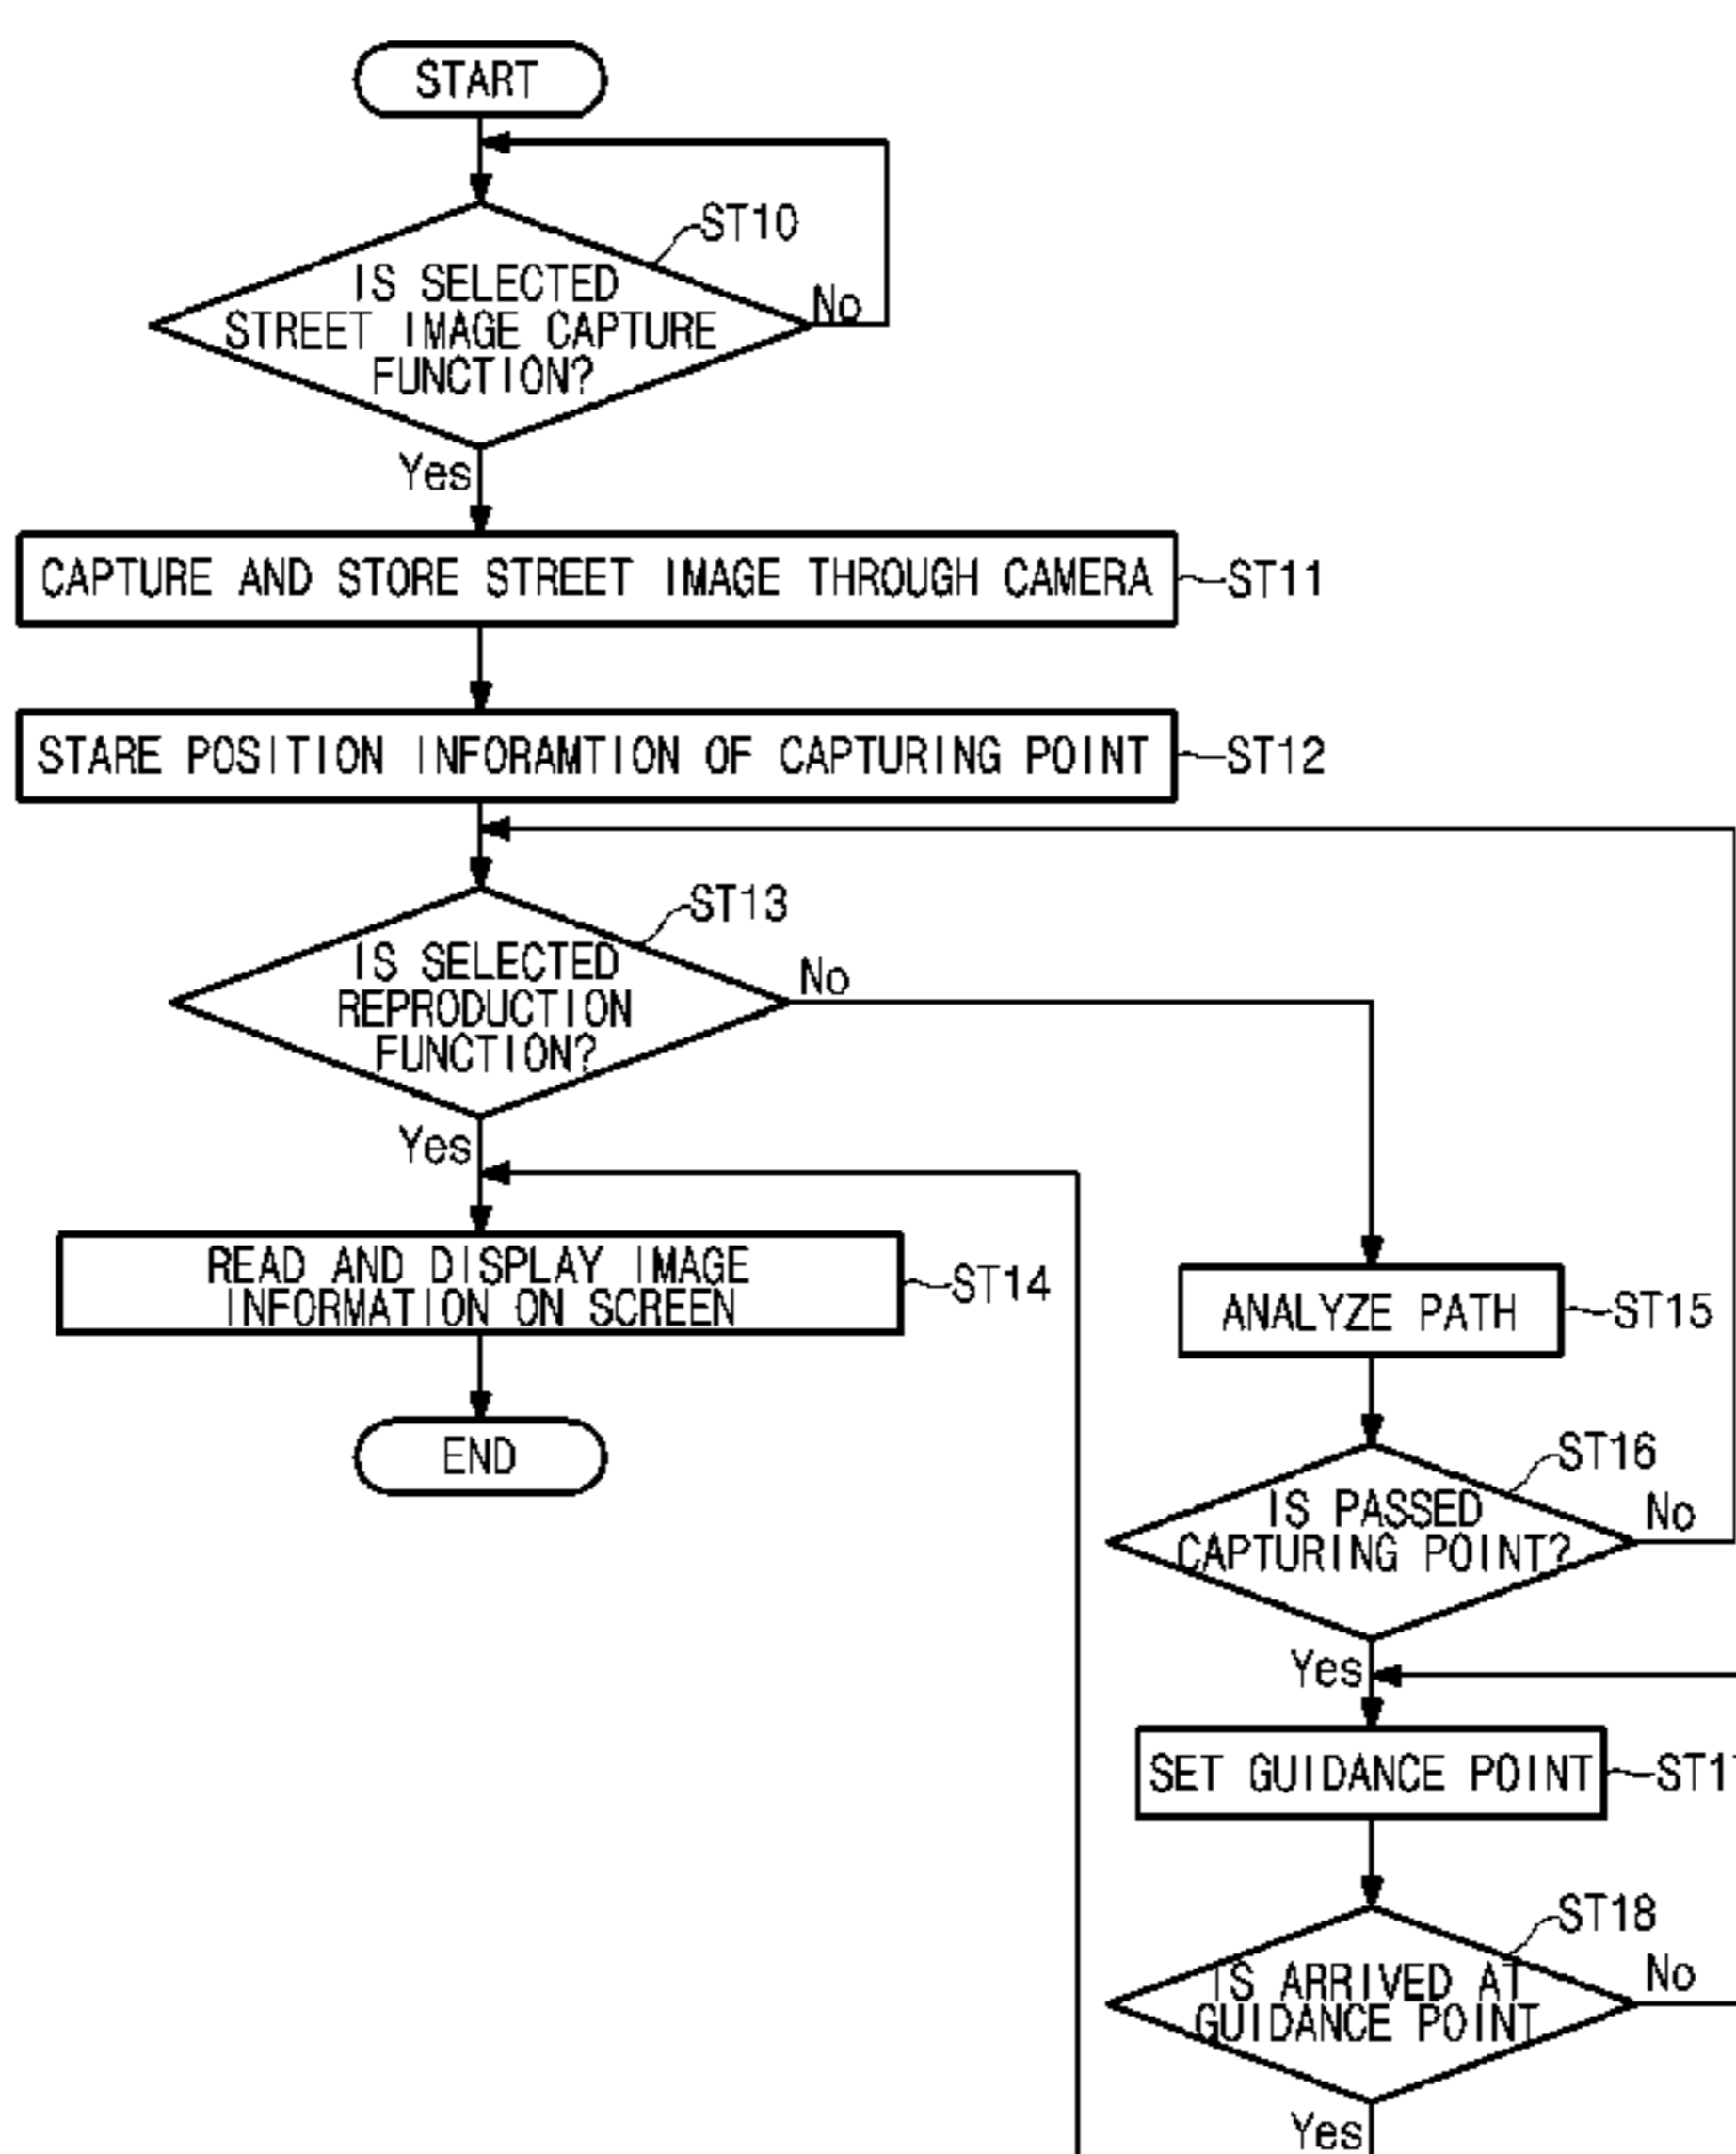 START
ST10
IS SELECTED
STREET IMAGE CAPTURE
FUNCTION?
No
Yes
CAPTURE AND STORE STREET IMAGE THROUGH CAMERA
ST11
STARE POSITION INFORAMTION OF CAPTURING POINT
ST12
ST13
IS SELECTED
REPRODUCTION
FUNCTION?
No
Yes
READ AND DISPLAY IMAGE
INFORMATION ON SCREEN
ST14
END
ANALYZE PATH
ST15
ST16
IS PASSED
CAPTURING POINT?
No
Yes
SET GUIDANCE POINT
ST18
IS ARRIVED AT
GUIDANCE POINT
No
Yes